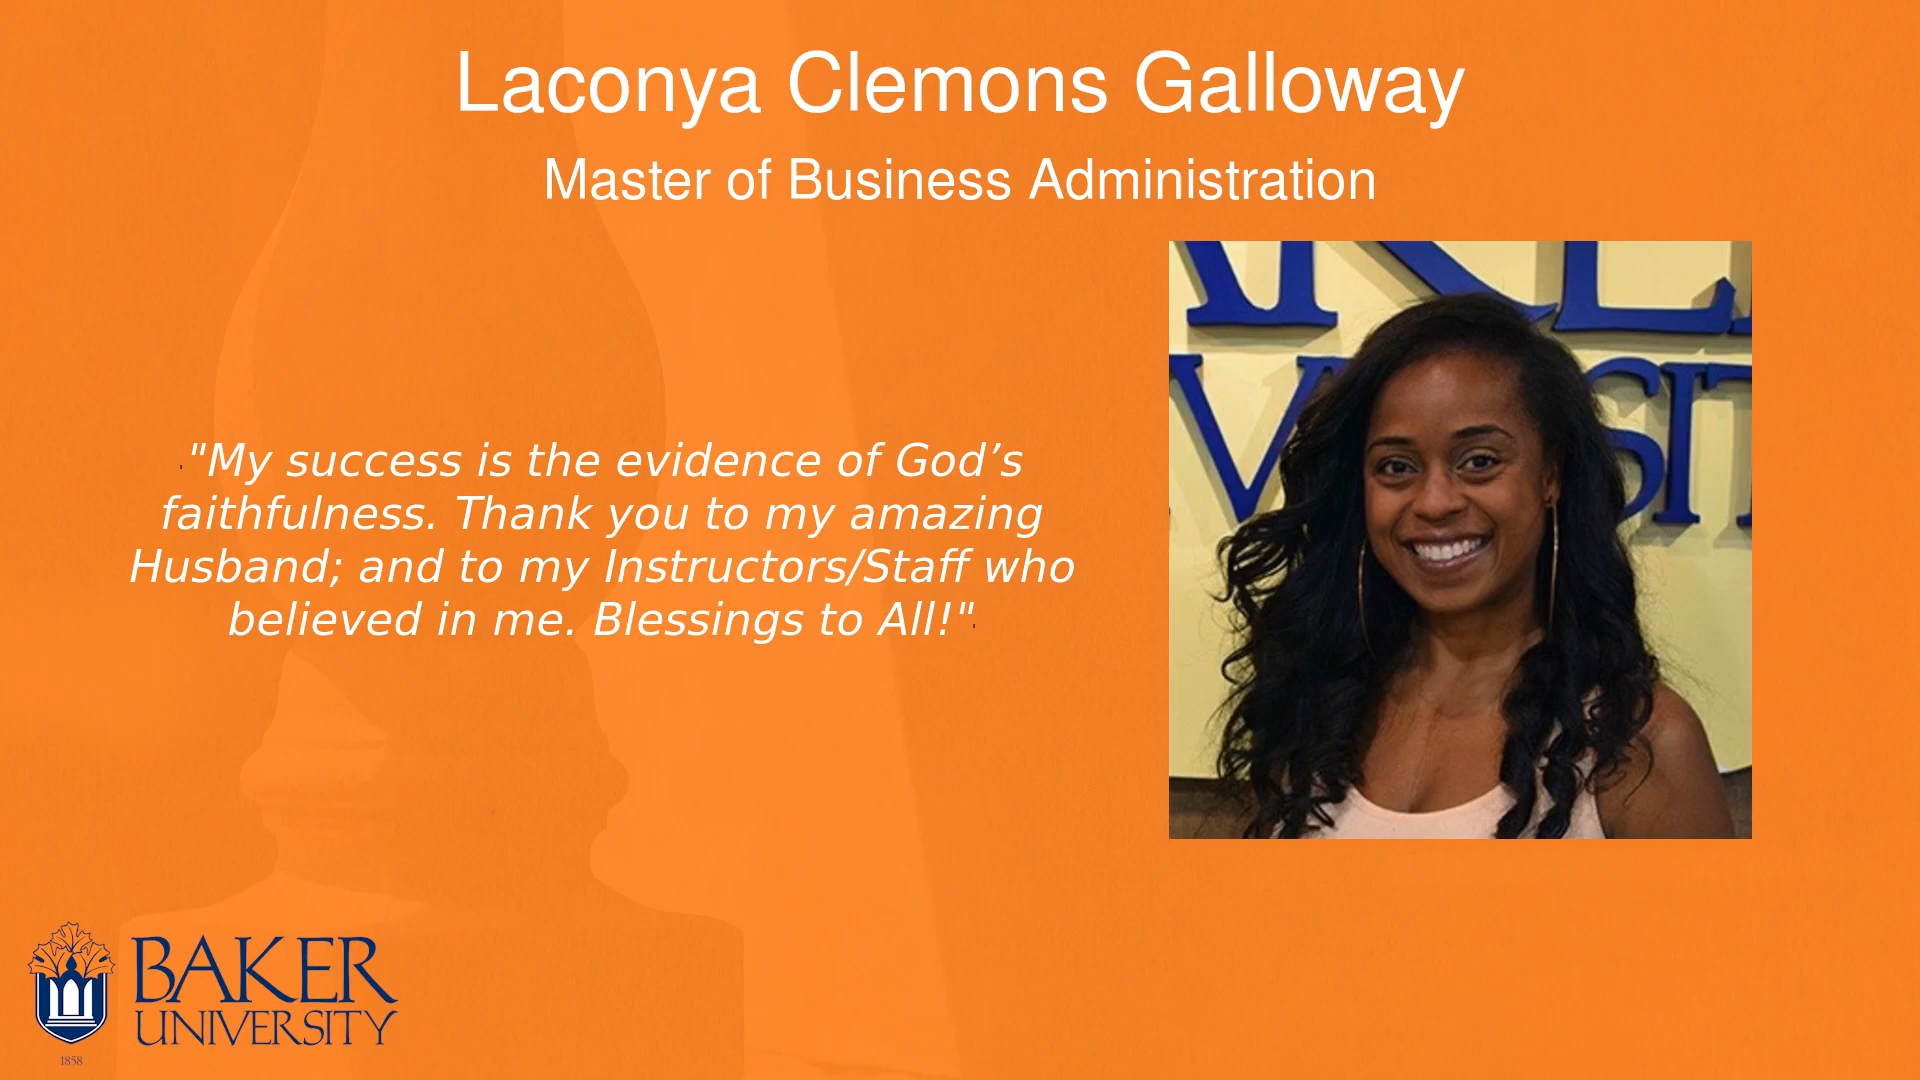 Laconya Clemons Galloway
Master of Business Administration
"My success is the evidence of God’s
faithfulness. Thank you to my amazing
Husband; and to my Instructors/Staff who
believed in me. Blessings to All!"
BAKER
UNIVERSITY
1858